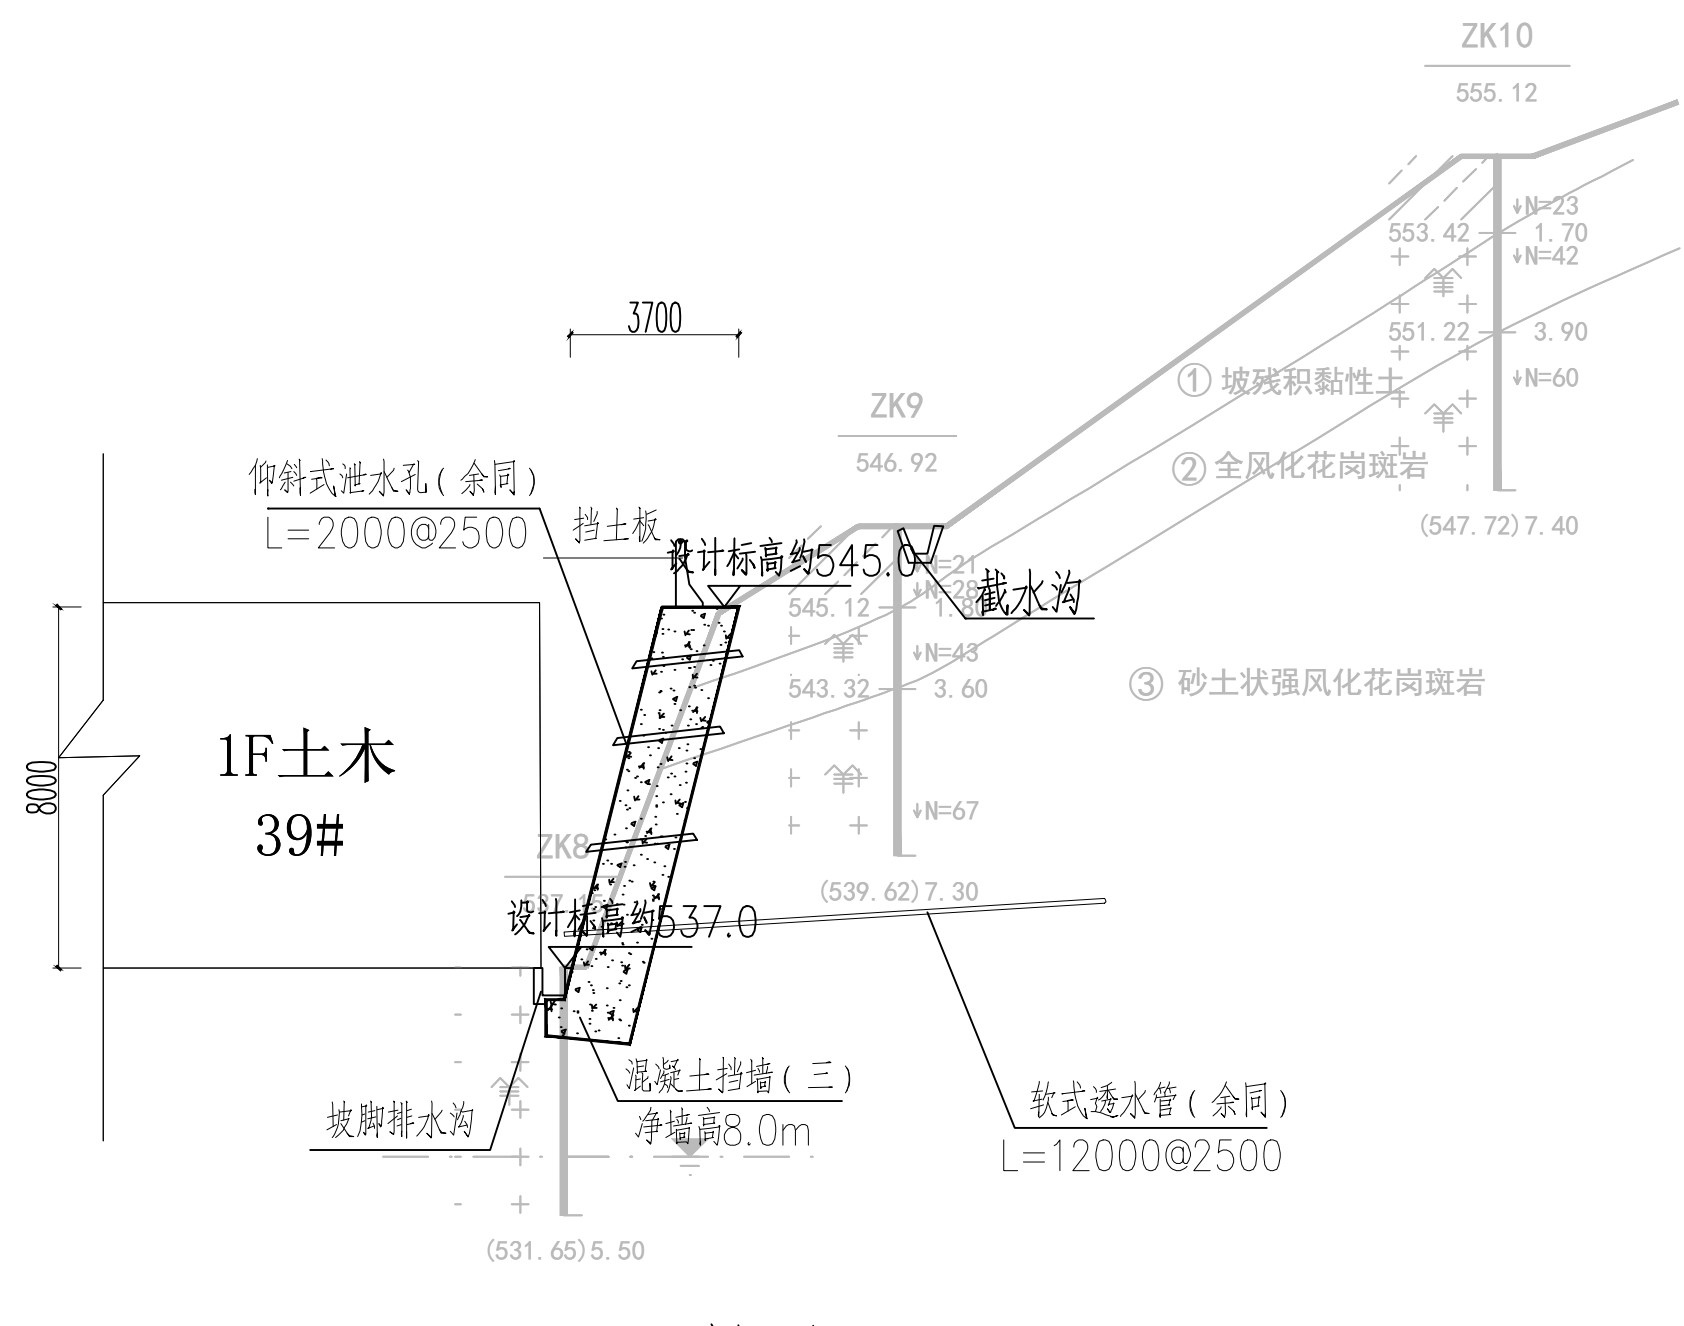 ZK10
555.12
N=23
553.42 1.70
N=42
3700
551.22 3.90
① 坡残积黏性土
N=60
ZK9
546.92
② 全风化花岗斑岩
仰斜式泄水孔(余同)
L=2000@2500
挡土板
(547.72)7.40
设计标高约545.0
N=21
N=28
截水沟
545.12 1.80
N=43
543.32 3.60
③ 砂土状强风化花岗斑岩
1F土木
39#
8000
N=67
ZK8
537.15
(539.62)7.30
设计标高约537.0
混凝土挡墙(三)
净墙高8.0m
坡脚排水沟
软式透水管(余同)
L=12000@2500
(531.65)5.50